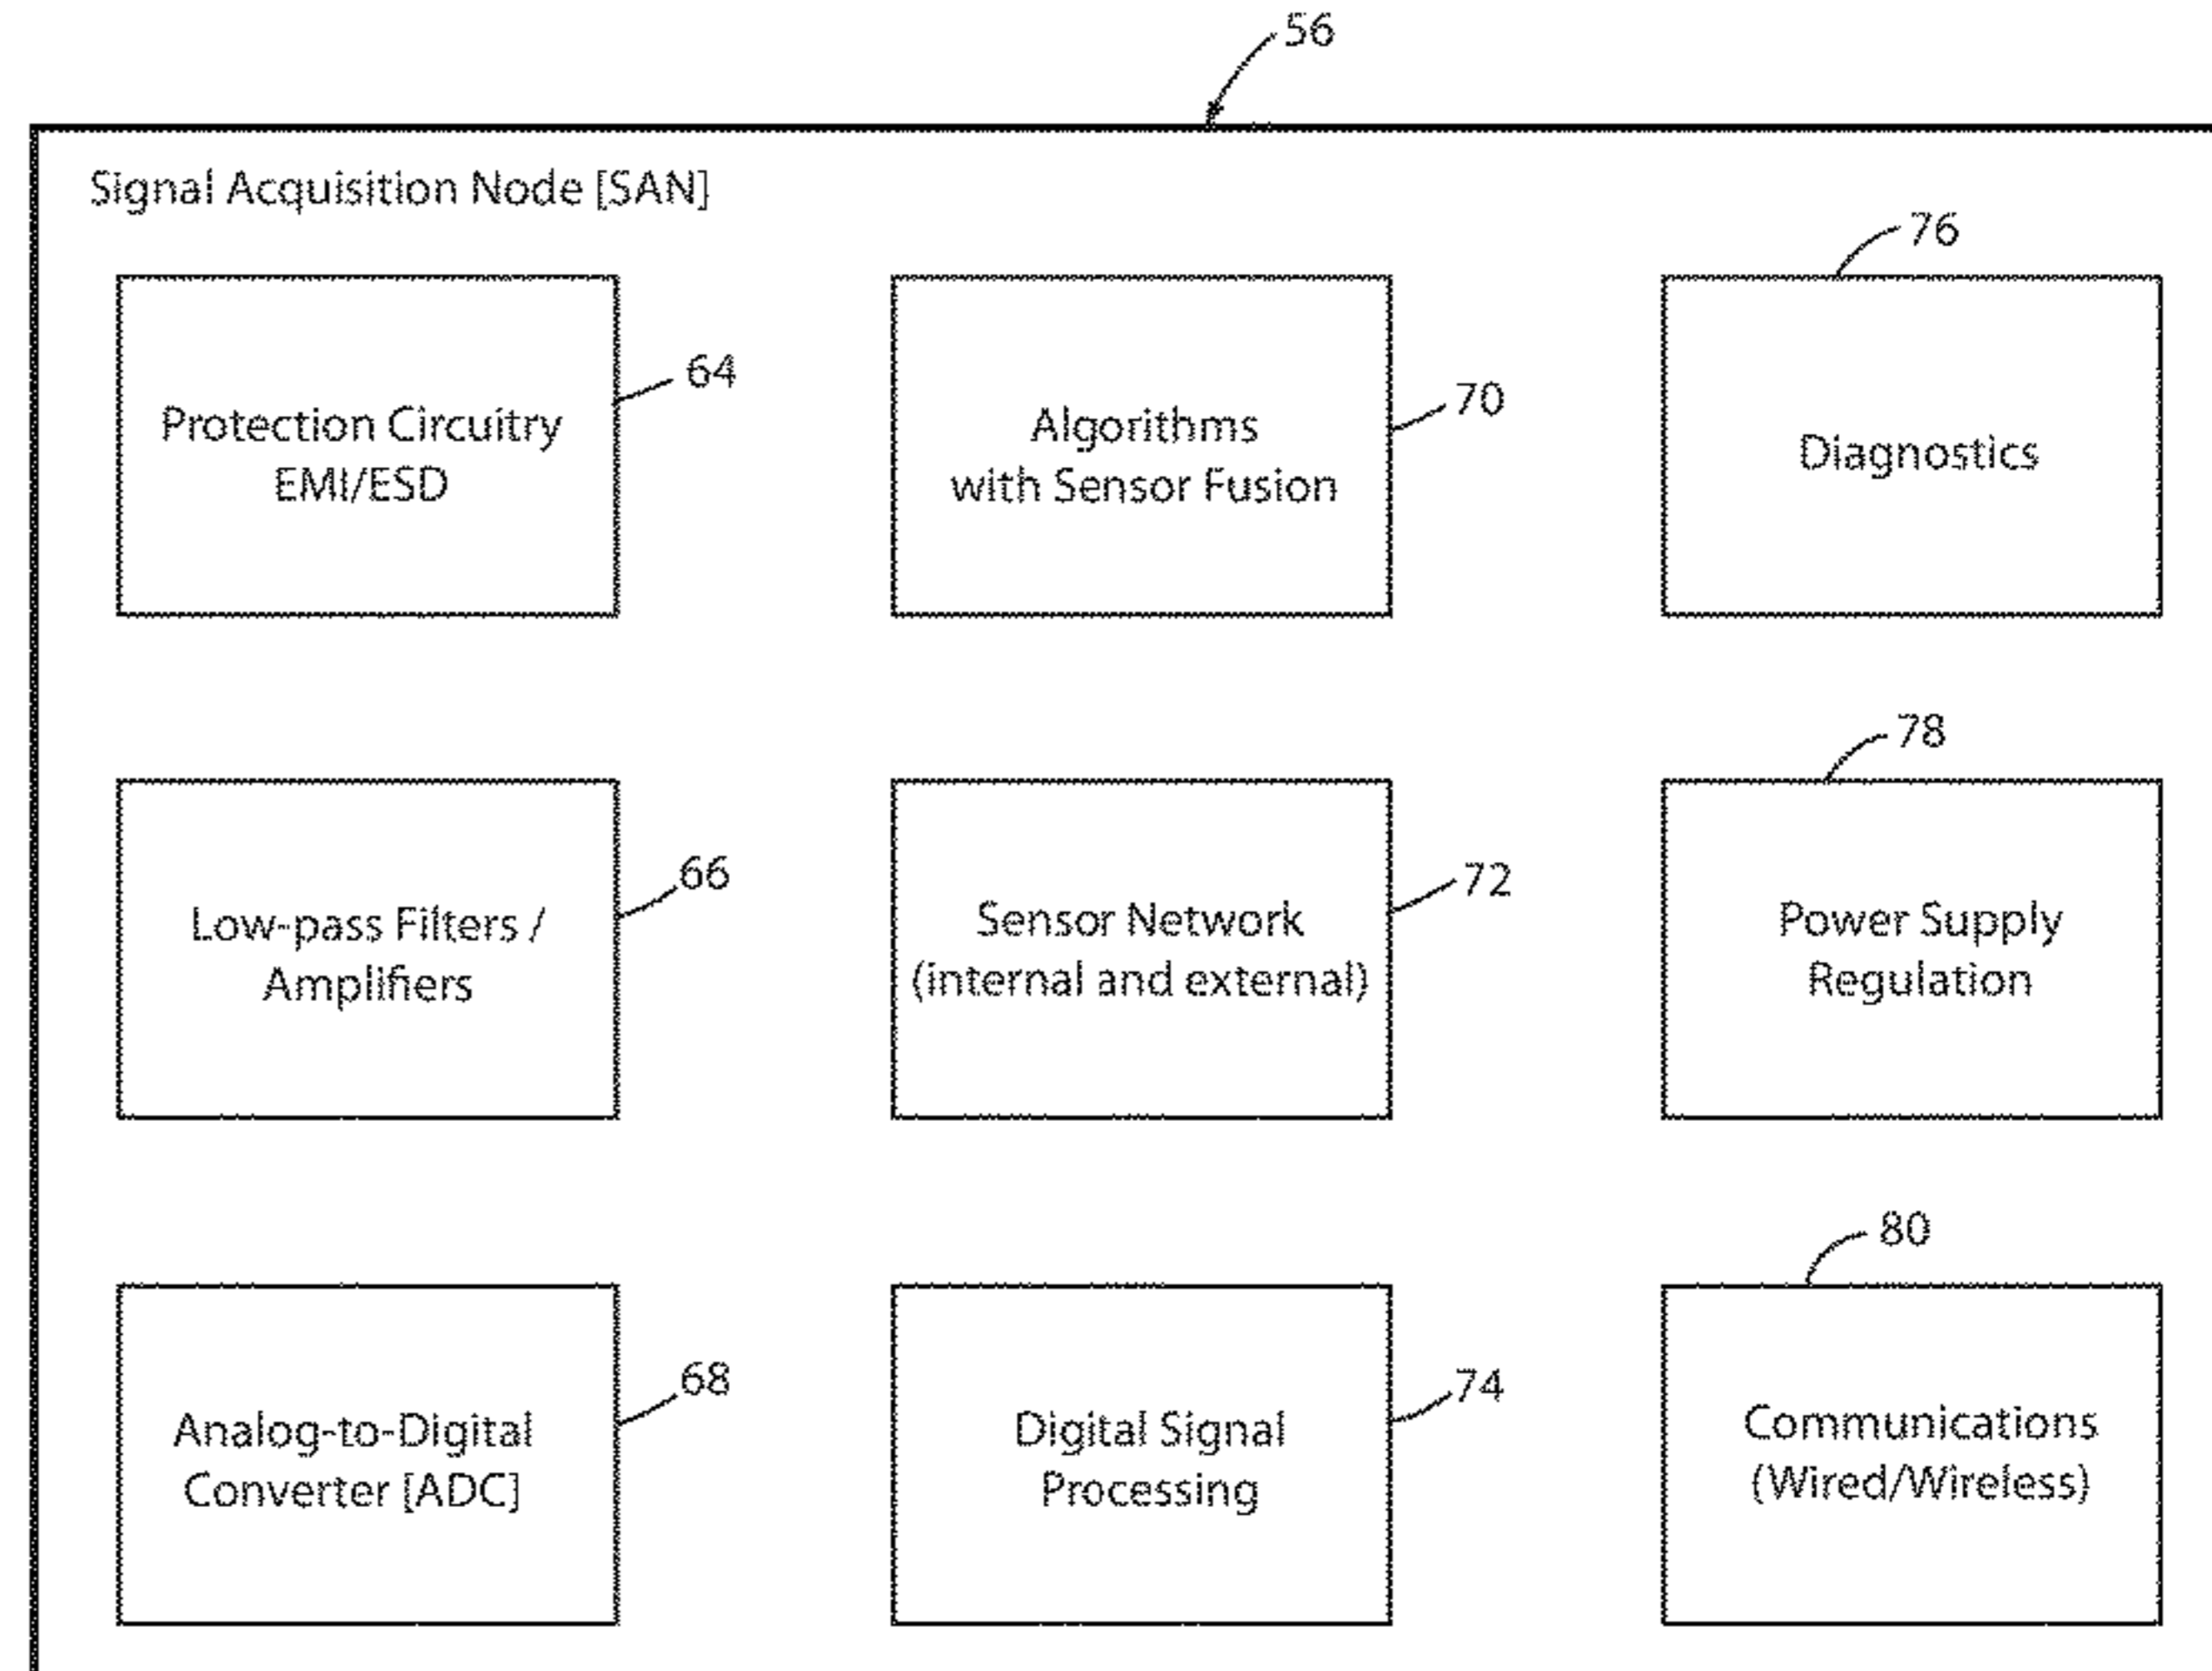 56
Signal Acquisition Node [SAN]
76
Protection Circuitry
EMI/ESD
64
Algorithms
with Sensor Fusion
70
Diagnostics
78
Low-pass Filters /
Amplifiers
66
Sensor Network
(internal and external)
72
Power Supply
Regulation
80
Analog-to-Digital
Converter [ADC]
68
Digital Signal
Processing
74
Communications
(Wired/Wireless)